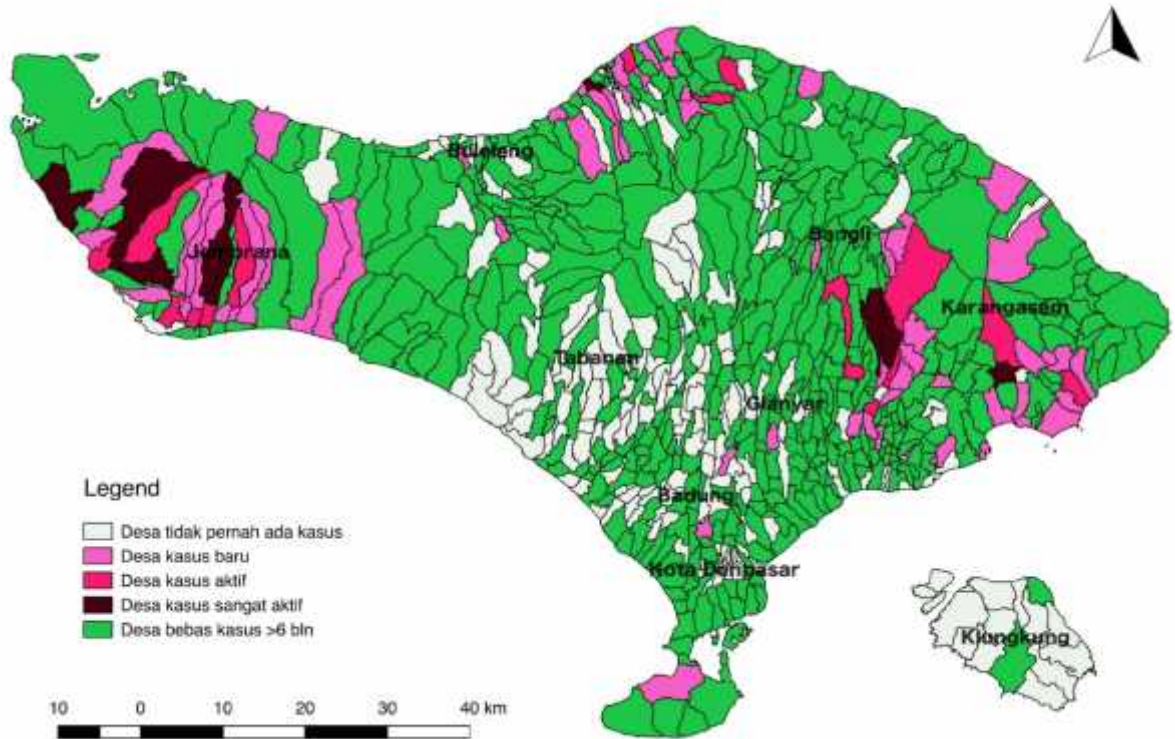 Buleleng
Bangli
Jembrana
Karangasem
Tabanan
Gianyar
Badung
Kota Denpasar
Klungkung
Legend
Desa tidak pernah ada kasus
Desa kasus baru
Desa kasus aktif
Desa kasus sangat aktif
Desa bebas kasus >6 bln
10 0 10 20 30 40 km